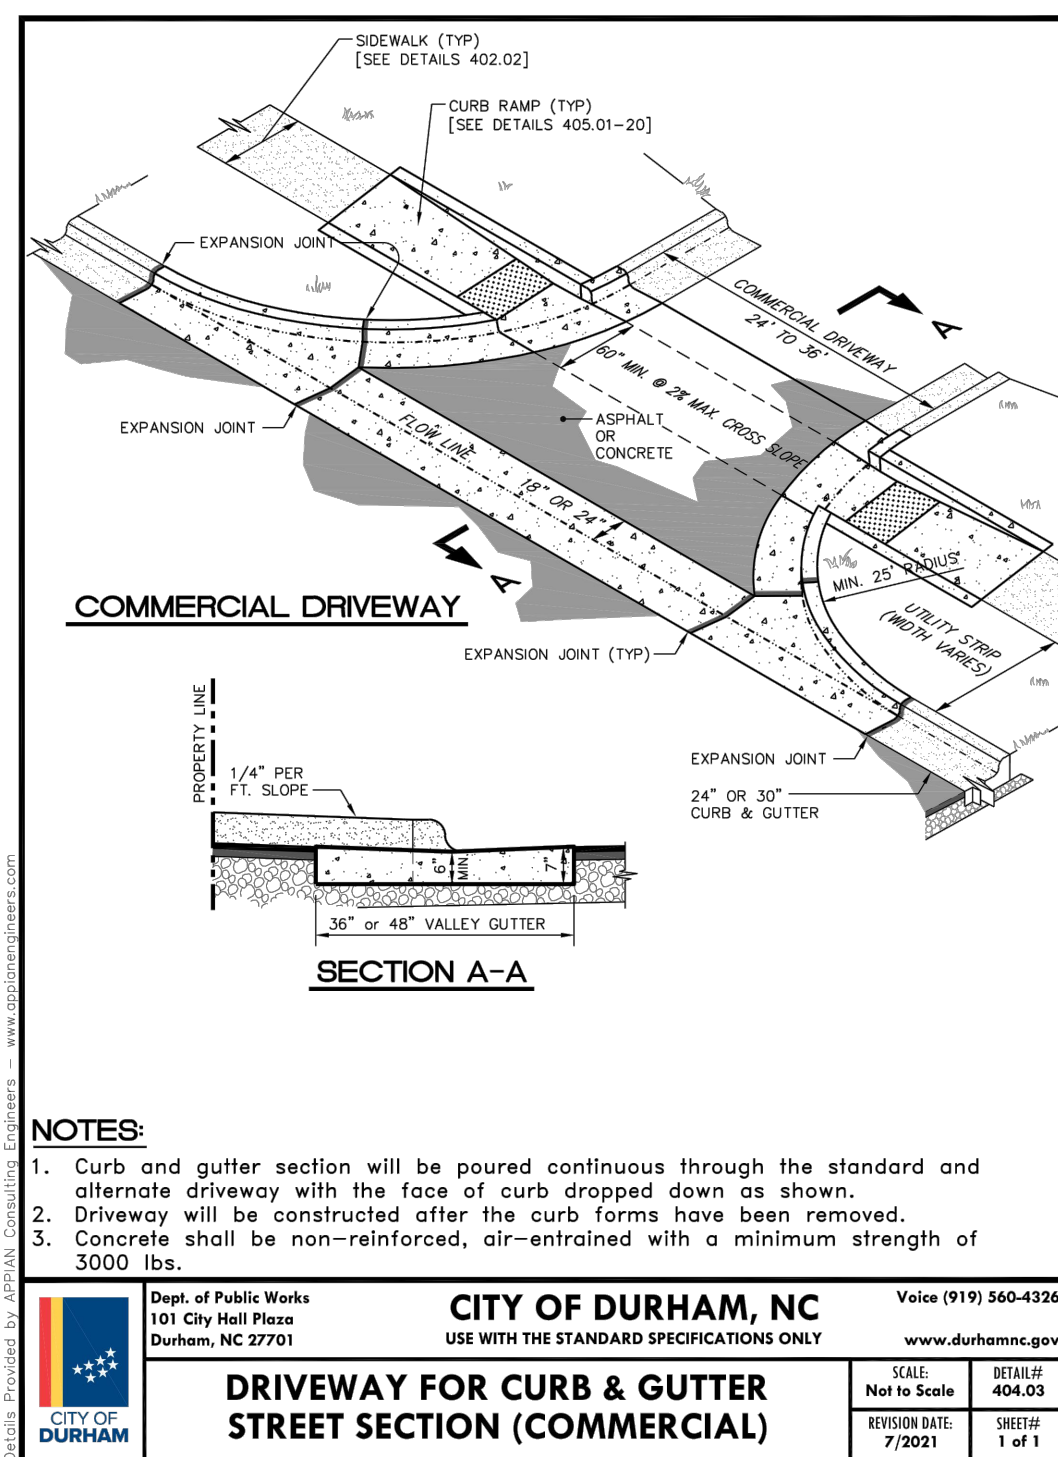 SIDEWALK (TYP)
[SEE DETAILS 402.02]
CURB RAMP (TYP)
[SEE DETAILS 405.01-20]
EXPANSION JOINT
COMMERCIAL DRIVEWAY
24' TO 36'
A
60" MIN. @ 2% MAX. CROSS SLOPE
EXPANSION JOINT
FLOW LINE
ASPHALT
OR
CONCRETE
18" OR 24"
A
MIN. 25' RADIUS
COMMERCIAL DRIVEWAY
UTILITY STRIP
(WIDTH VARIES)
EXPANSION JOINT (TYP)
EXPANSION JOINT
24" OR 30"
CURB & GUTTER
PROPERTY LINE
1/4" PER
FT. SLOPE
6"
MIN.
7"
36" or 48" VALLEY GUTTER
SECTION A-A
NOTES:
1. Curb and gutter section will be poured continuous through the standard and
alternate driveway with the face of curb dropped down as shown.
2. Driveway will be constructed after the curb forms have been removed.
3. Concrete shall be non-reinforced, air-entrained with a minimum strength of
3000 lbs.
Details Provided by APPIAN Consulting Engineers - www.appianengineers.com
CITY OF
DURHAM
Dept. of Public Works
101 City Hall Plaza
Durham, NC 27701
CITY OF DURHAM, NC
USE WITH THE STANDARD SPECIFICATIONS ONLY
Voice (919) 560-4326
www.durhamnc.gov
DRIVEWAY FOR CURB & GUTTER
STREET SECTION (COMMERCIAL)
SCALE:
Not to Scale
DETAIL#
404.03
REVISION DATE:
7/2021
SHEET#
1 of 1